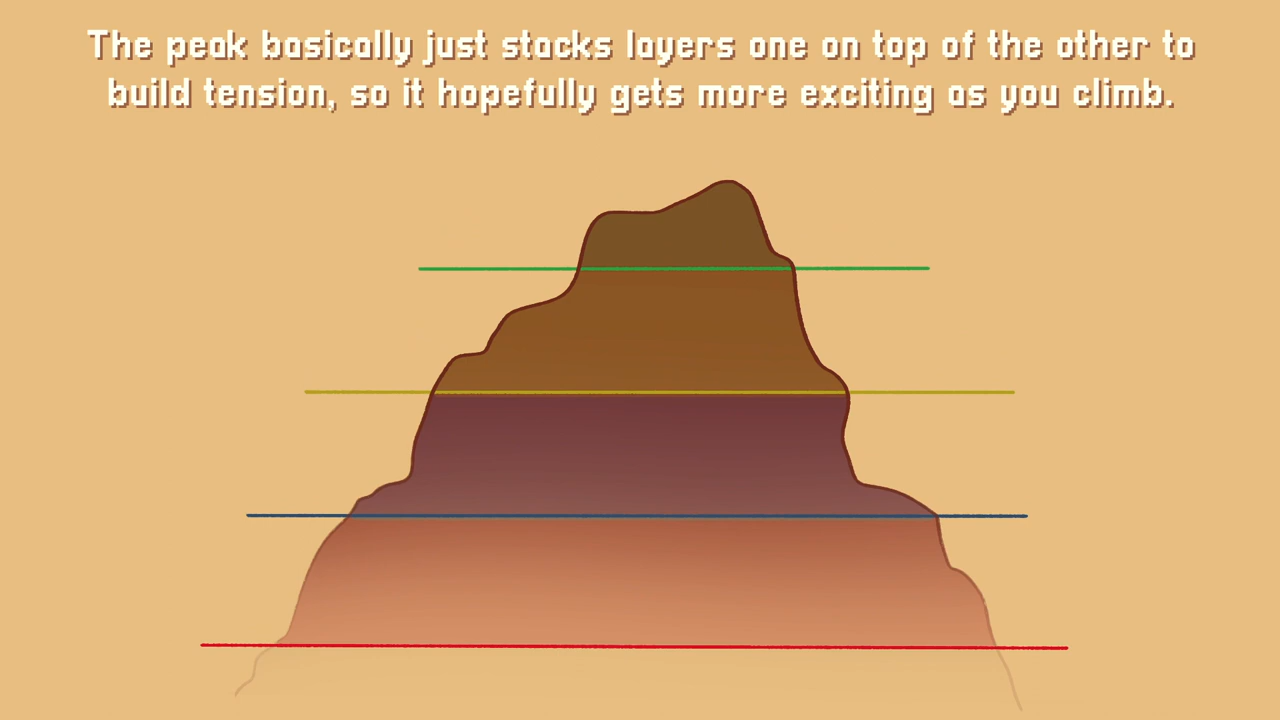 The peak basically just stacks layers one on top of the other to
build tension, so it hopefully gets more exciting as you climb.